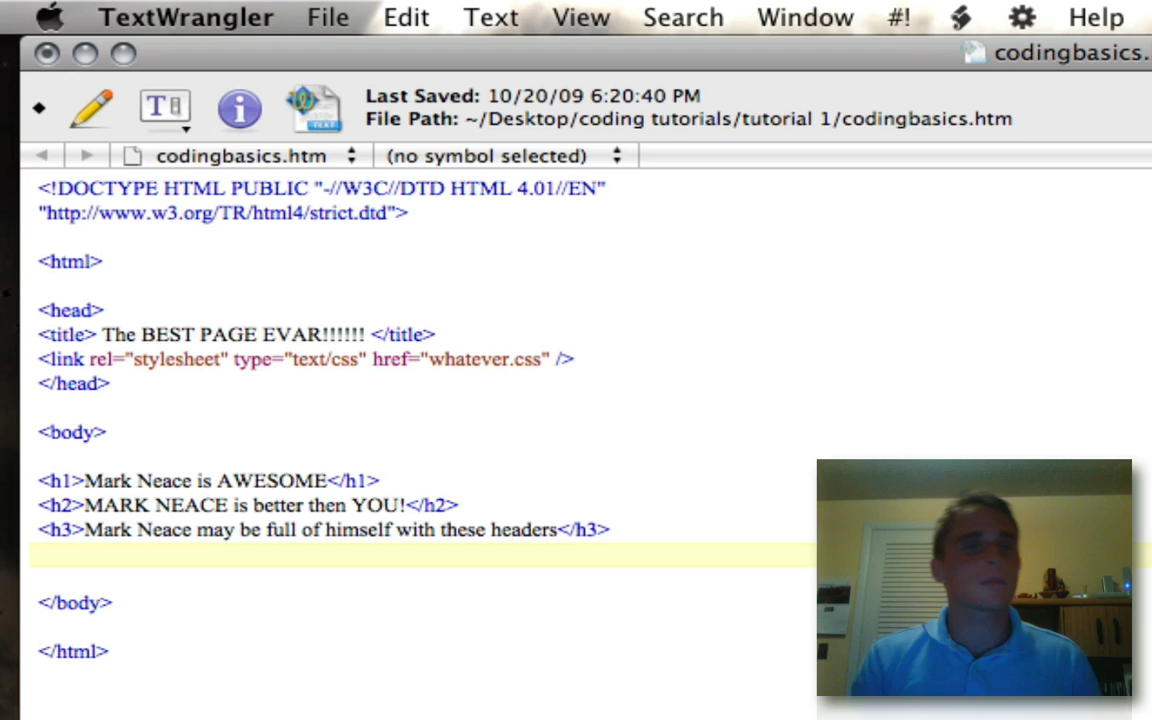 TextWrangler File Edit Text View Search Window #! Help
codingbasics.
Last Saved: 10/20/09 6:20:40 PM
File Path: ~/Desktop/coding tutorials/tutorial 1/codingbasics.htm
codingbasics.htm (no symbol selected)
<!DOCTYPE HTML PUBLIC "-//W3C//DTD HTML 4.01//EN"
"http://www.w3.org/TR/html4/strict.dtd">
<html>
<head>
<title> The BEST PAGE EVAR!!!!!! </title>
<link rel="stylesheet" type="text/css" href="whatever.css" />
</head>
<body>
<h1>Mark Neace is AWESOME</h1>
<h2>MARK NEACE is better then YOU!</h2>
<h3>Mark Neace may be full of himself with these headers</h3>
</body>
</html>